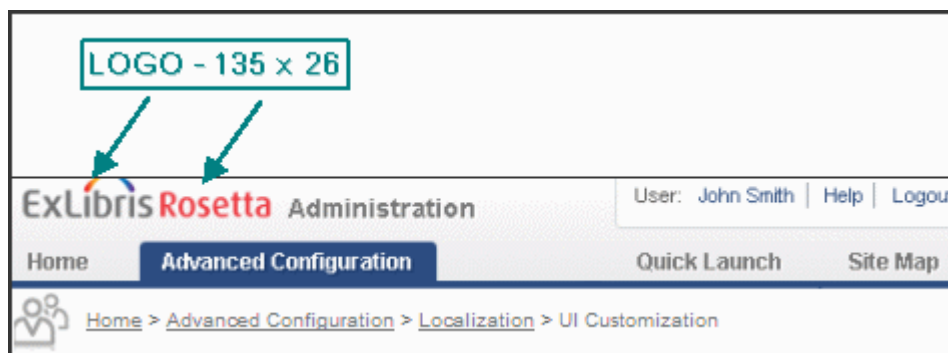 LOGO - 135 x 26
ExLibris Rosetta Administration
User: John Smith | Help | Logou
Home Advanced Configuration Quick Launch Site Map
Home > Advanced Configuration > Localization > UI Customization